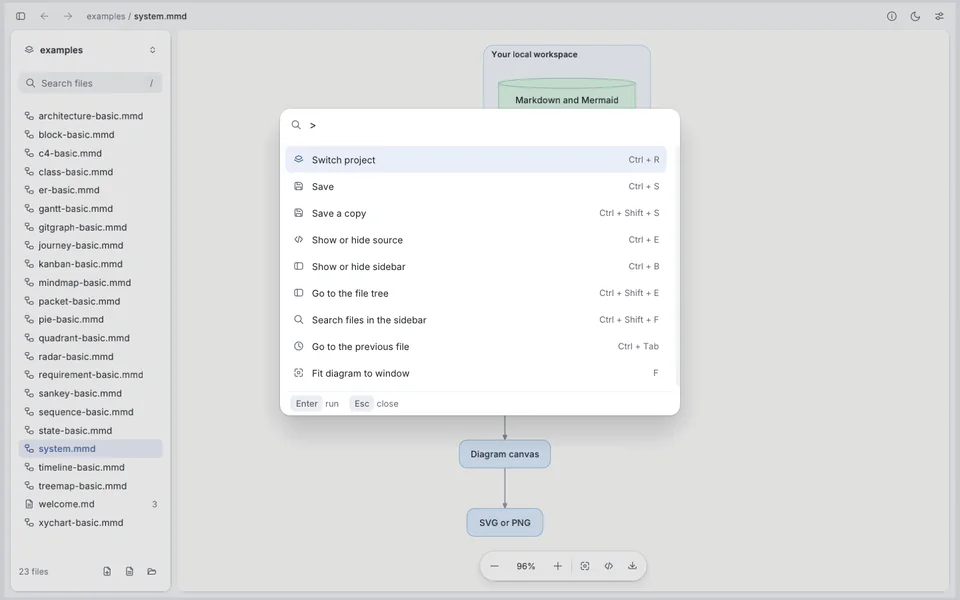 examples / system.mmd
examples
Search files /
architecture-basic.mmd
block-basic.mmd
c4-basic.mmd
class-basic.mmd
er-basic.mmd
gantt-basic.mmd
gitgraph-basic.mmd
journey-basic.mmd
kanban-basic.mmd
mindmap-basic.mmd
packet-basic.mmd
pie-basic.mmd
quadrant-basic.mmd
radar-basic.mmd
requirement-basic.mmd
sankey-basic.mmd
sequence-basic.mmd
state-basic.mmd
system.mmd
timeline-basic.mmd
treemap-basic.mmd
welcome.md 3
xychart-basic.mmd
23 files
Your local workspace
Markdown and Mermaid
>
Switch project Ctrl + R
Save Ctrl + S
Save a copy Ctrl + Shift + S
Show or hide source Ctrl + E
Show or hide sidebar Ctrl + B
Go to the file tree Ctrl + Shift + E
Search files in the sidebar Ctrl + Shift + F
Go to the previous file Ctrl + Tab
Fit diagram to window F
Enter run Esc close
Diagram canvas
SVG or PNG
96%